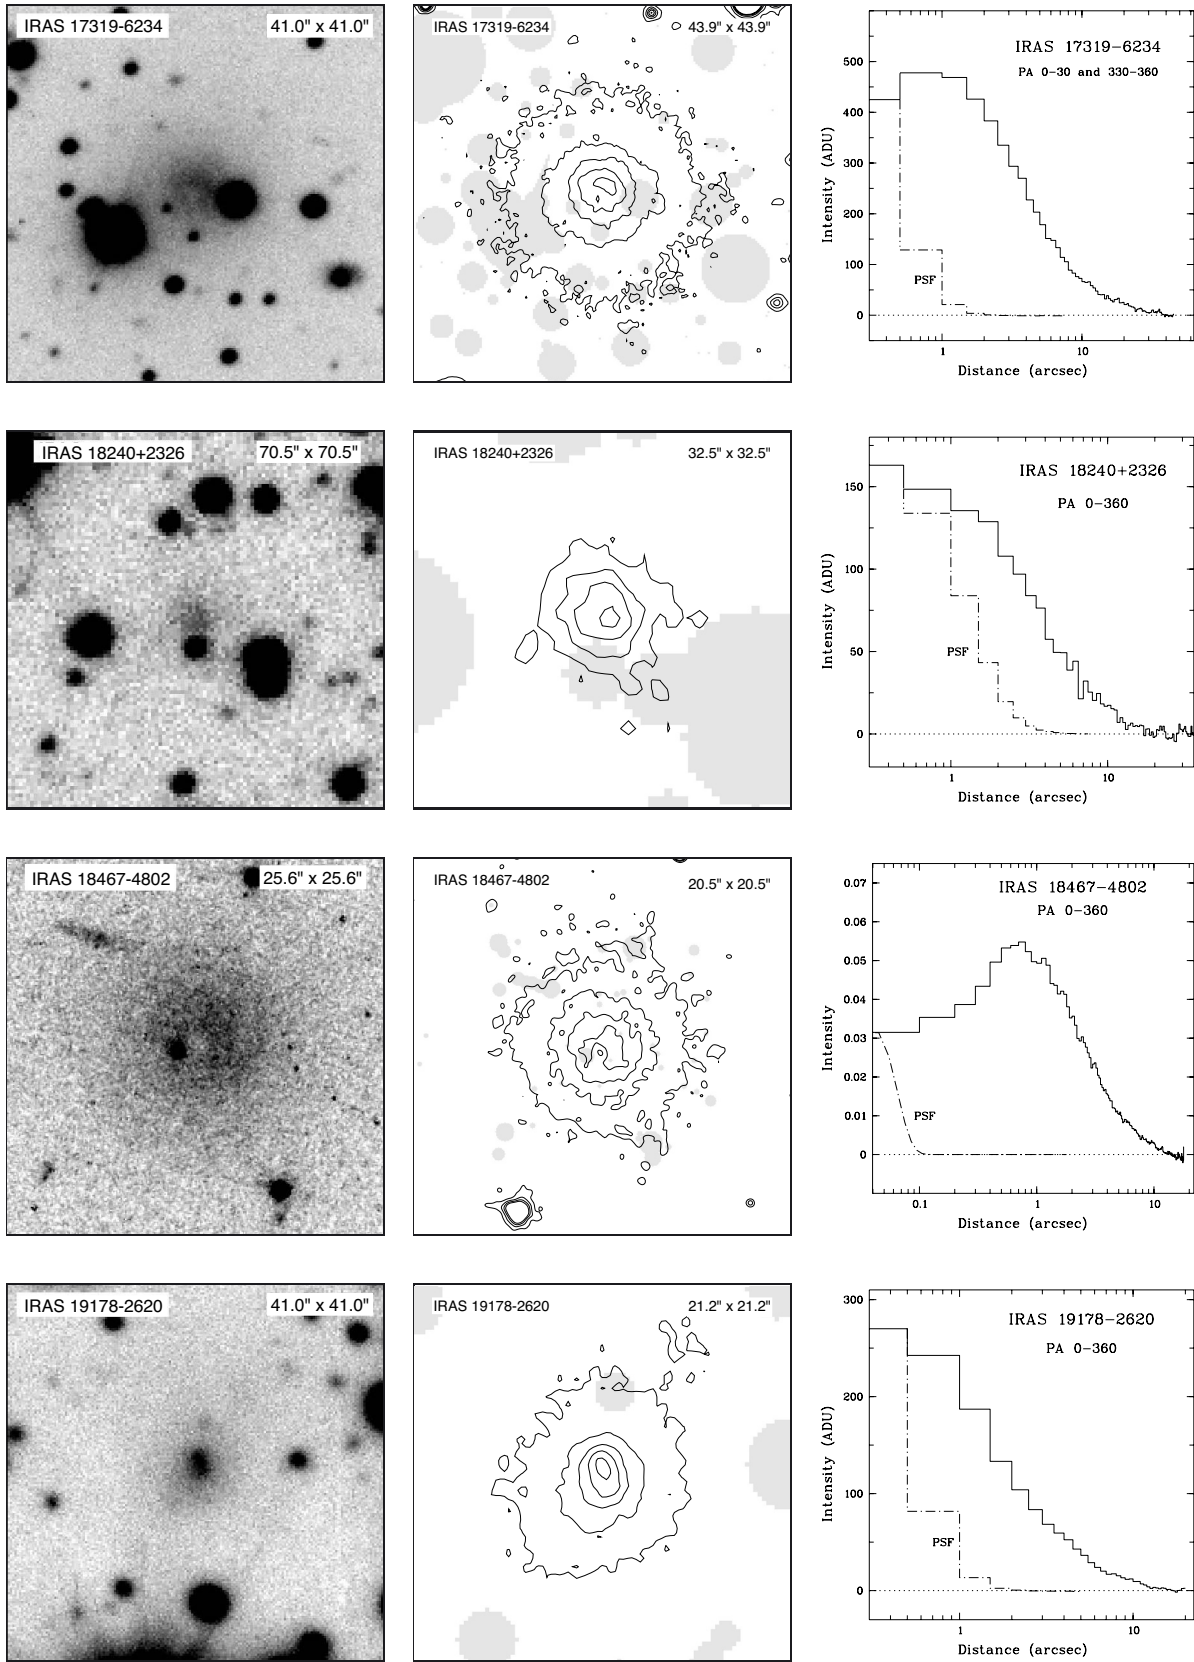 IRAS 17319-6234 41.0" x 41.0"
IRAS 17319-6234 43.9" x 43.9"
IRAS 17319-6234
PA 0-30 and 330-360
500
400
300
200
100
0
Intensity (ADU)
PSF
1 10
Distance (arcsec)
IRAS 18240+2326 70.5" x 70.5"
IRAS 18240+2326 32.5" x 32.5"
IRAS 18240+2326
PA 0-360
150
100
50
0
Intensity (ADU)
PSF
1 10
Distance (arcsec)
IRAS 18467-4802 25.6" x 25.6"
IRAS 18467-4802 20.5" x 20.5"
IRAS 18467-4802
PA 0-360
0.07
0.06
0.05
0.04
0.03
0.02
0.01
0
Intensity
PSF
0.1 1 10
Distance (arcsec)
IRAS 19178-2620 41.0" x 41.0"
IRAS 19178-2620 21.2" x 21.2"
IRAS 19178-2620
PA 0-360
300
200
100
0
Intensity (ADU)
PSF
1 10
Distance (arcsec)